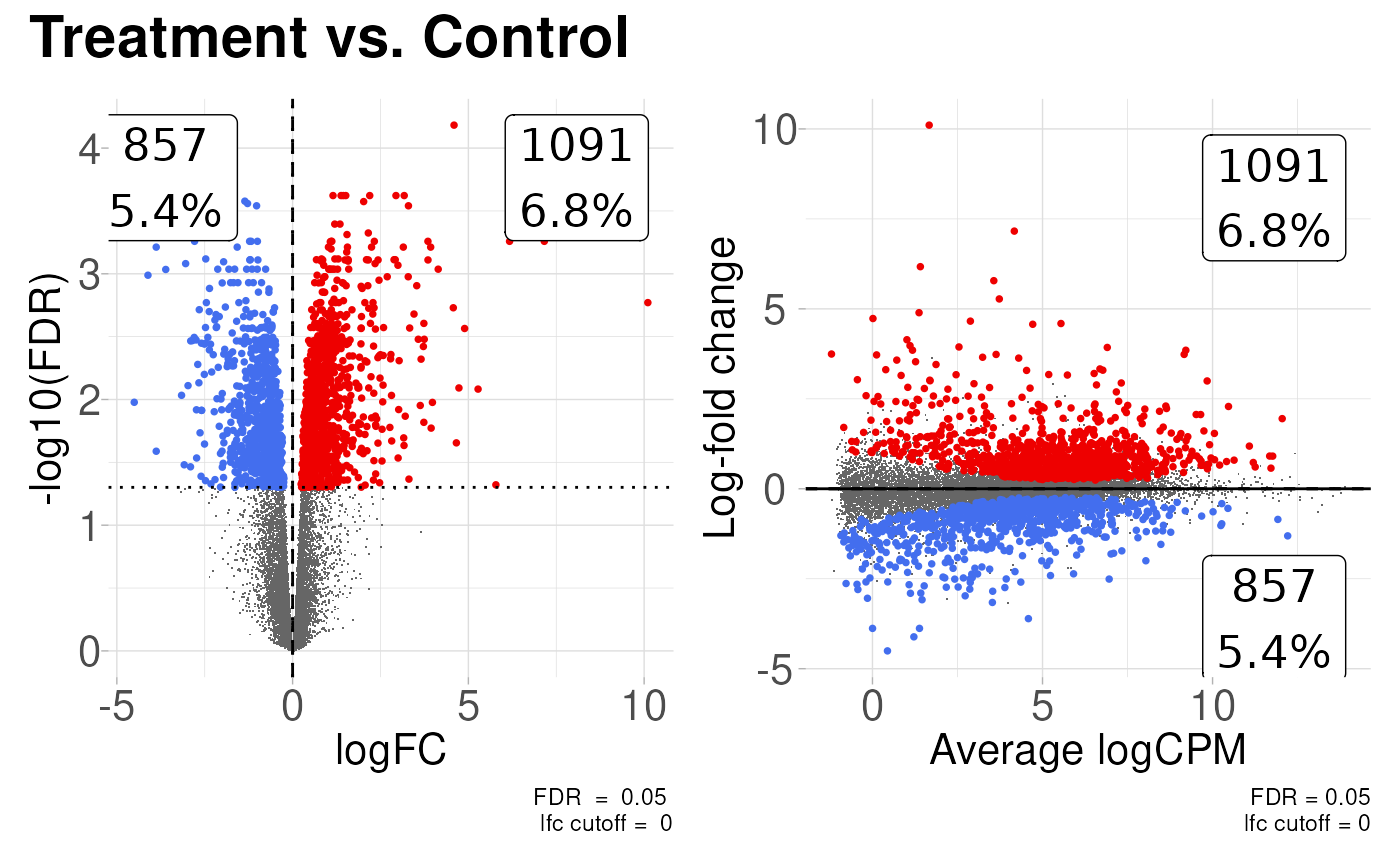 Treatment vs. Control
857
5.4%
1091
6.8%
-log10(FDR)
4
3
2
1
0
-5
0
5
10
logFC
FDR  =  0.05
lfc cutoff =  0
1091
6.8%
857
5.4%
Log-fold change
10
5
0
-5
0
5
10
Average logCPM
FDR = 0.05
lfc cutoff = 0